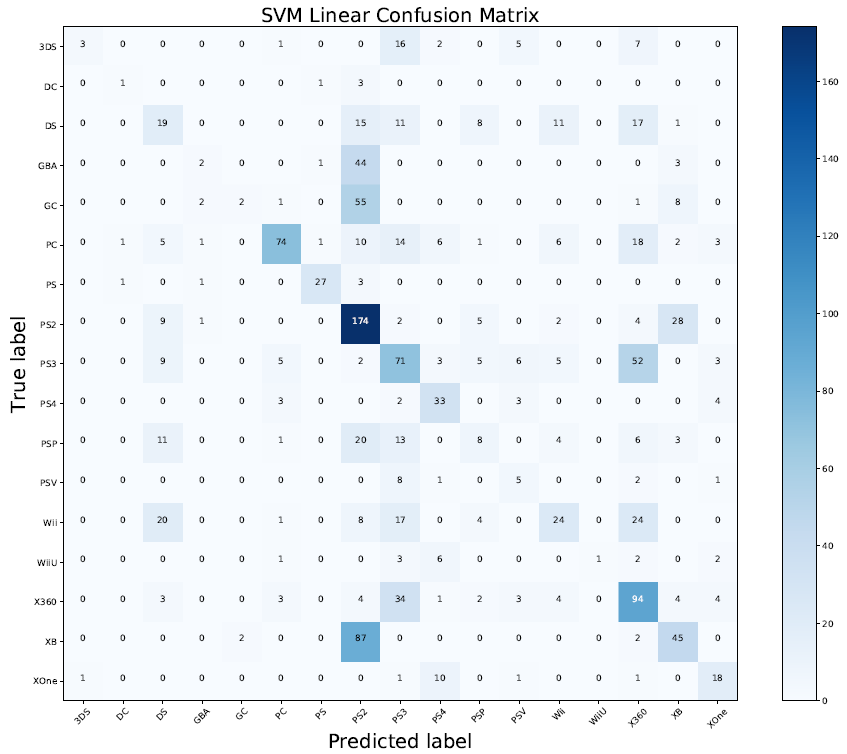 SVM Linear Confusion Matrix
True label
3DS 3 0 0 0 0 1 0 0 16 2 0 5 0 0 7 0 0
DC 0 1 0 0 0 0 1 3 0 0 0 0 0 0 0 0 0
DS 0 0 19 0 0 0 0 15 11 0 8 0 11 0 17 1 0
GBA 0 0 0 2 0 0 1 44 0 0 0 0 0 0 0 3 0
GC 0 0 0 2 2 1 0 55 0 0 0 0 0 0 1 8 0
PC 0 1 5 1 0 74 1 10 14 6 1 0 6 0 18 2 3
PS 0 1 0 1 0 0 27 3 0 0 0 0 0 0 0 0 0
PS2 0 0 9 1 0 0 0 174 2 0 5 0 2 0 4 28 0
PS3 0 0 9 0 0 5 0 2 71 3 5 6 5 0 52 0 3
PS4 0 0 0 0 0 3 0 0 2 33 0 3 0 0 0 0 4
PSP 0 0 11 0 0 1 0 20 13 0 8 0 4 0 6 3 0
PSV 0 0 0 0 0 0 0 0 8 1 0 5 0 0 2 0 1
Wii 0 0 20 0 0 1 0 8 17 0 4 0 24 0 24 0 0
WiiU 0 0 0 0 0 1 0 0 3 6 0 0 0 1 2 0 2
X360 0 0 3 0 0 3 0 4 34 1 2 3 4 0 94 4 4
XB 0 0 0 0 2 0 0 87 0 0 0 0 0 0 2 45 0
XOne 1 0 0 0 0 0 0 0 1 10 0 1 0 0 1 0 18
3DS DC DS GBA GC PC PS PS2 PS3 PS4 PSP PSV Wii WiiU X360 XB XOne
Predicted label
160
140
120
100
80
60
40
20
0